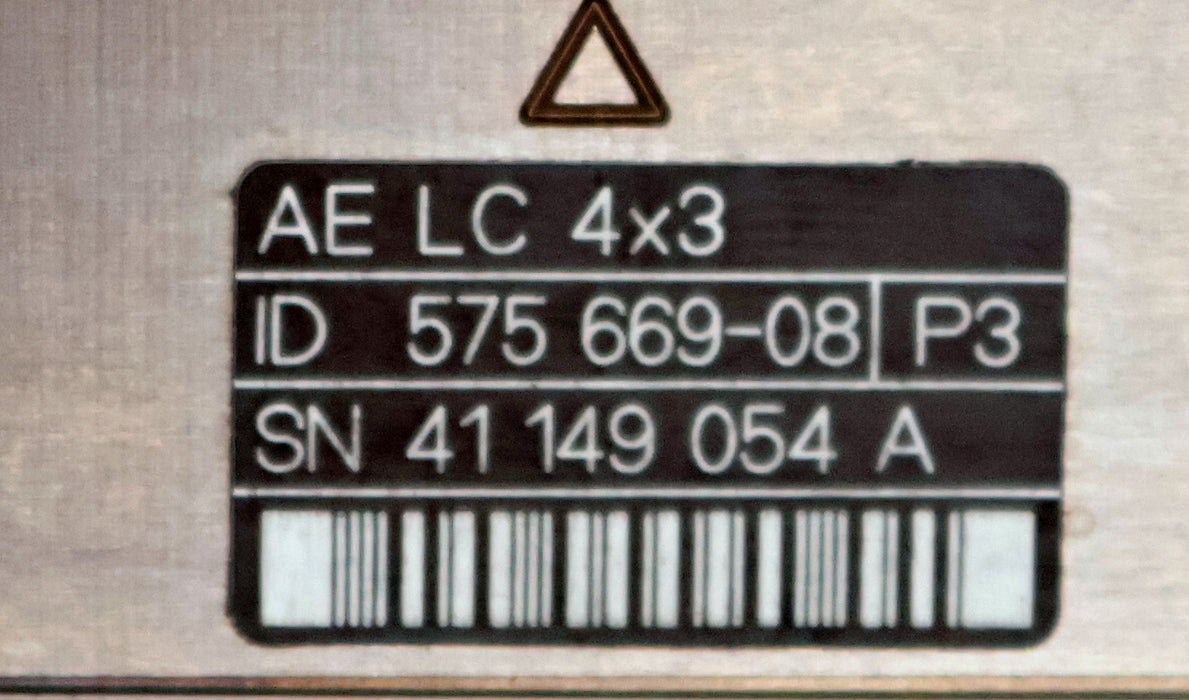 AE LC 4x3
ID 575 669-08 P3
SN 41 149 054 A